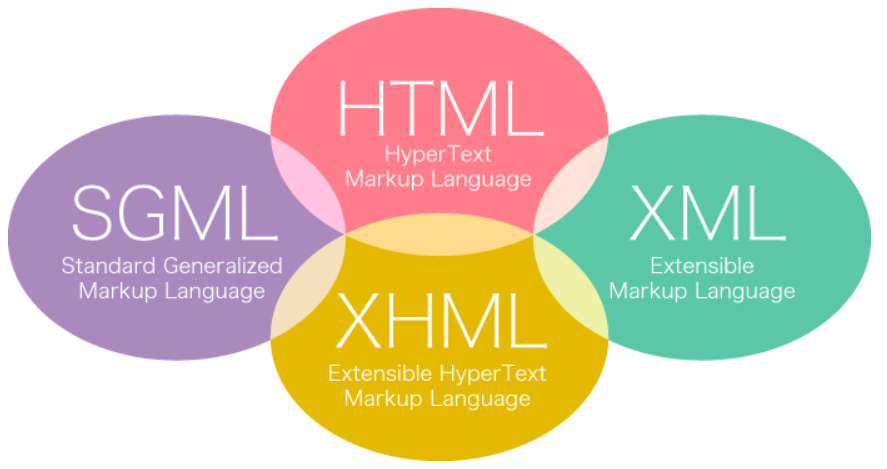 HTML
HyperText
Markup Language
SGML
Standard Generalized
Markup Language
XML
Extensible
Markup Language
XHML
Extensible HyperText
Markup Language